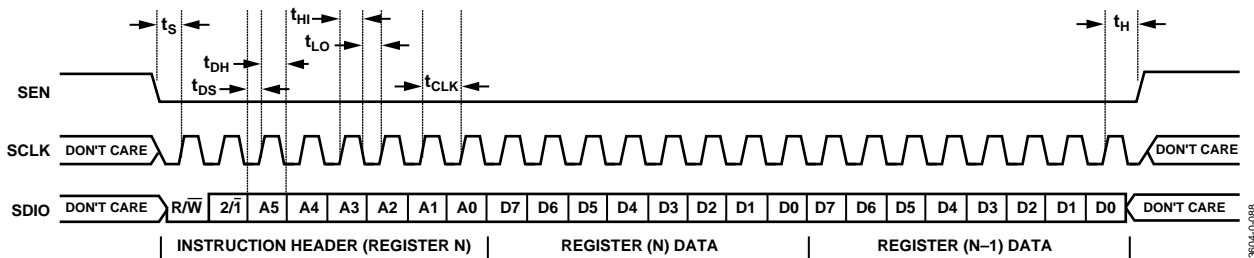 tS
tHI
tH
tLO
tDH
tCLK
tDS
SEN
SCLK DON'T CARE DON'T CARE
SDIO DON'T CARE R/W̅ 2/1̅ A5 A4 A3 A2 A1 A0 D7 D6 D5 D4 D3 D2 D1 D0 D7 D6 D5 D4 D3 D2 D1 D0 DON'T CARE
INSTRUCTION HEADER (REGISTER N) REGISTER (N) DATA REGISTER (N–1) DATA